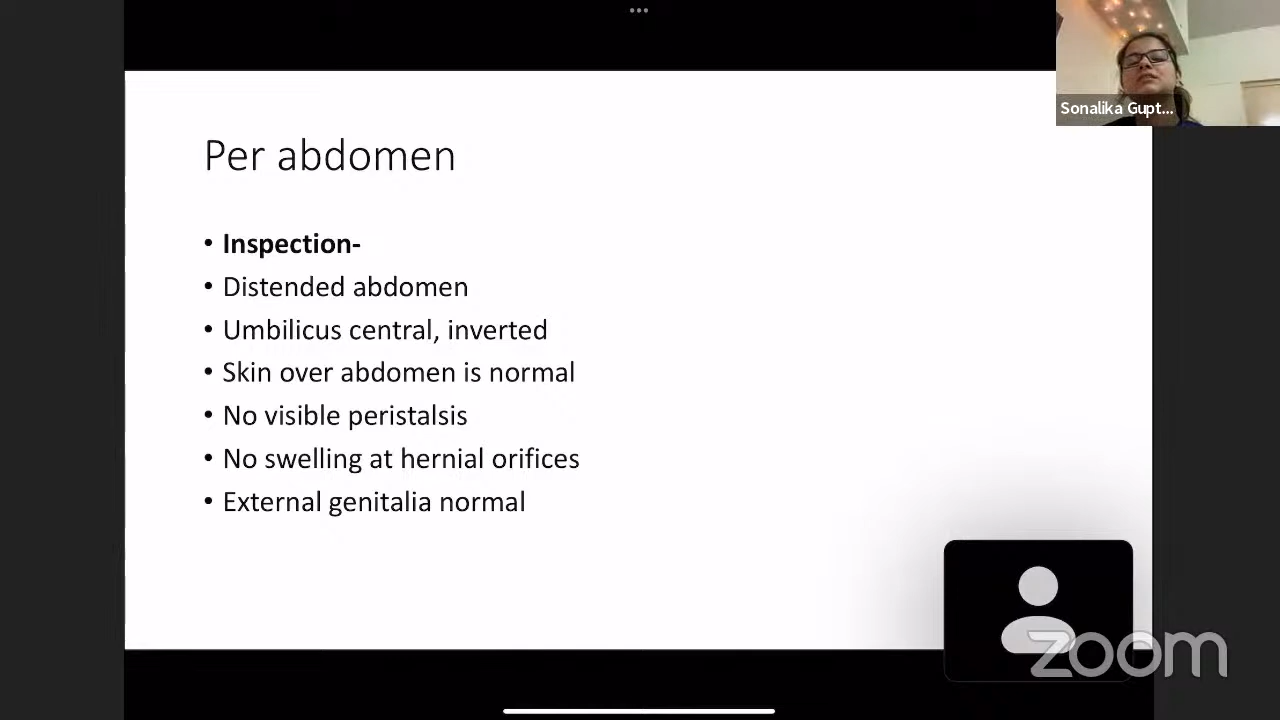 Sonalika Gupt...
Per abdomen
• Inspection-
• Distended abdomen
• Umbilicus central, inverted
• Skin over abdomen is normal
• No visible peristalsis
• No swelling at hernial orifices
• External genitalia normal
zoom